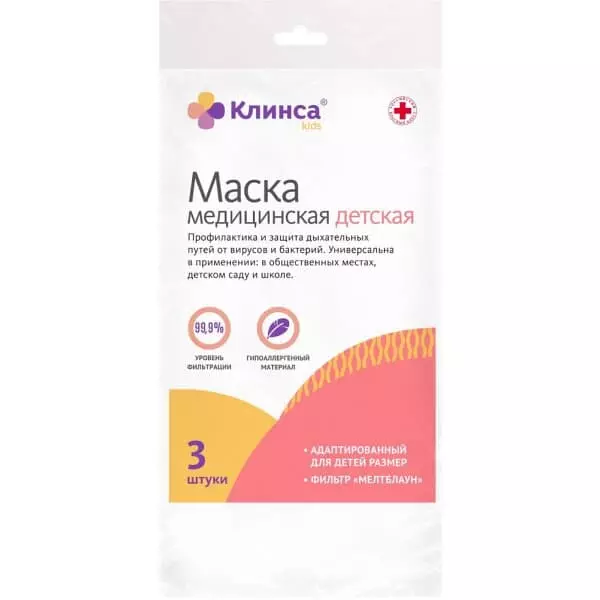 Клинса®
kids
Маска
медицинская детская
Профилактика и защита дыхательных
путей от вирусов и бактерий. Универсальна
в применении: в общественных местах,
детском саду и школе.
99,9%
УРОВЕНЬ
ФИЛЬТРАЦИИ
ГИПОАЛЛЕРГЕННЫЙ
МАТЕРИАЛ
3
штуки
• АДАПТИРОВАННЫЙ
ДЛЯ ДЕТЕЙ РАЗМЕР
• ФИЛЬТР «МЕЛТБЛАУН»